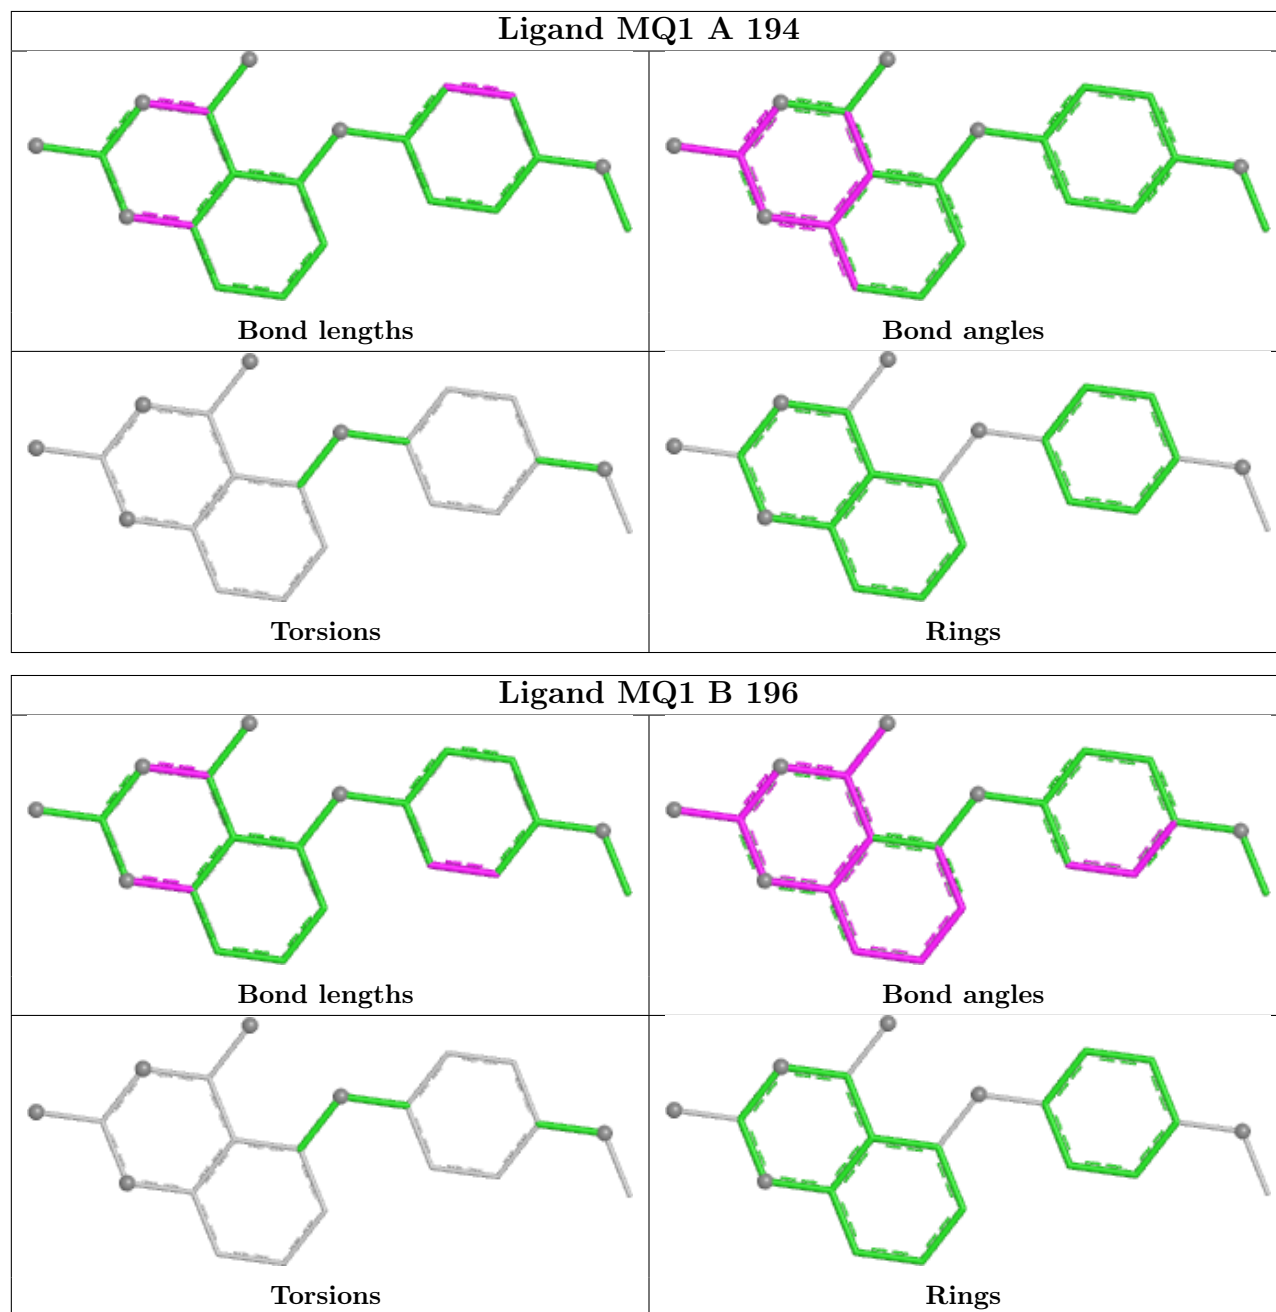 Ligand MQ1 A 194
Bond lengths
Bond angles
Torsions
Rings
Ligand MQ1 B 196
Bond lengths
Bond angles
Torsions
Rings